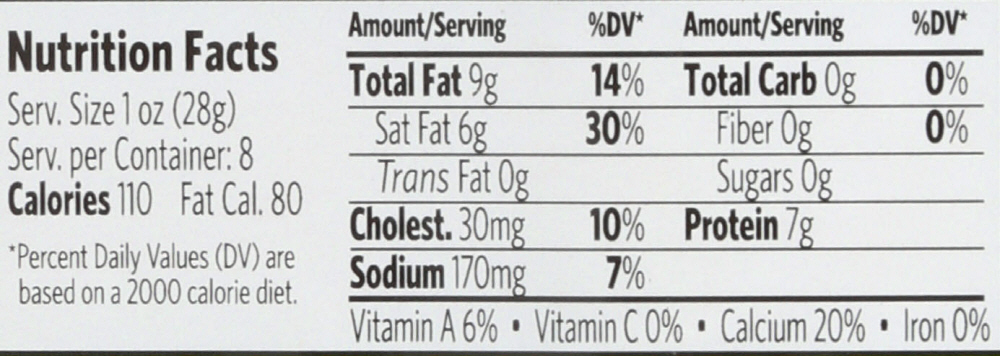 Nutrition Facts
Serv. Size 1 oz (28g)
Serv. per Container: 8
Calories 110 Fat Cal. 80
*Percent Daily Values (DV) are
based on a 2000 calorie diet.
Amount/Serving %DV* Amount/Serving %DV*
Total Fat 9g 14% Total Carb 0g 0%
Sat Fat 6g 30% Fiber 0g 0%
Trans Fat 0g Sugars 0g
Cholest. 30mg 10% Protein 7g
Sodium 170mg 7%
Vitamin A 6% • Vitamin C 0% • Calcium 20% • Iron 0%